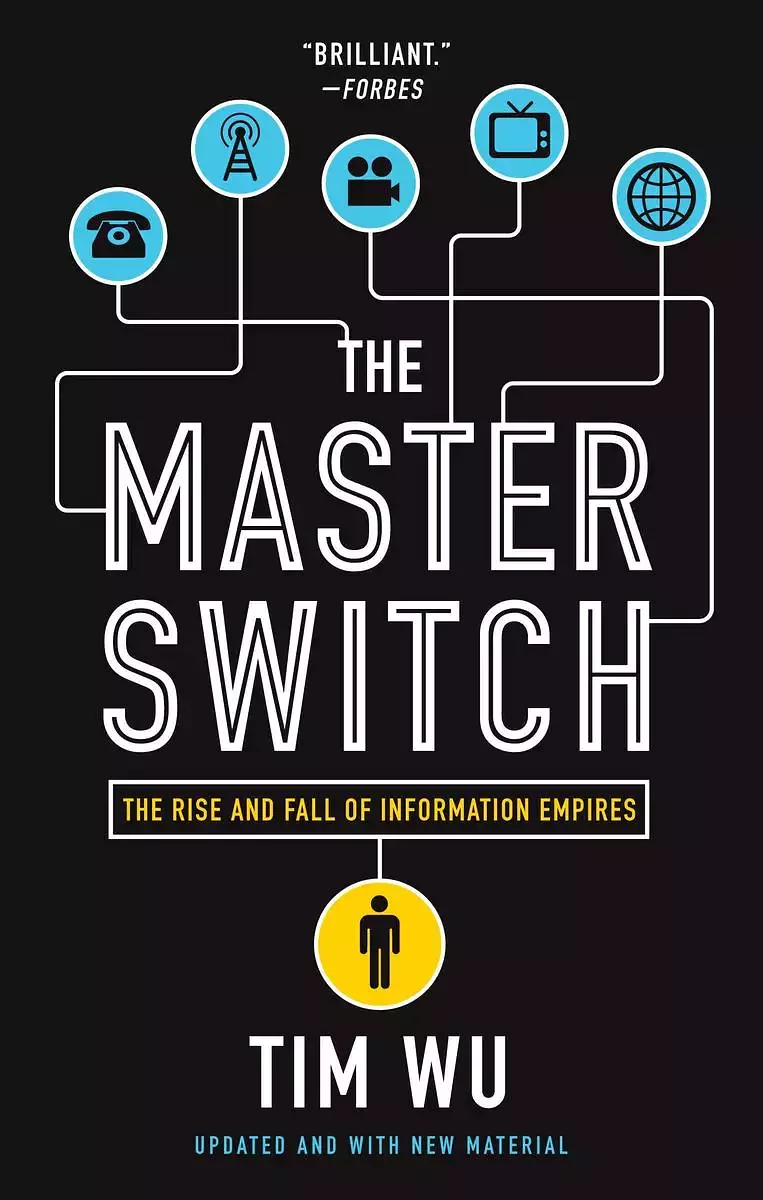 “BRILLIANT.”
—FORBES
THE
MASTER
SWITCH
THE RISE AND FALL OF INFORMATION EMPIRES
TIM WU
UPDATED AND WITH NEW MATERIAL